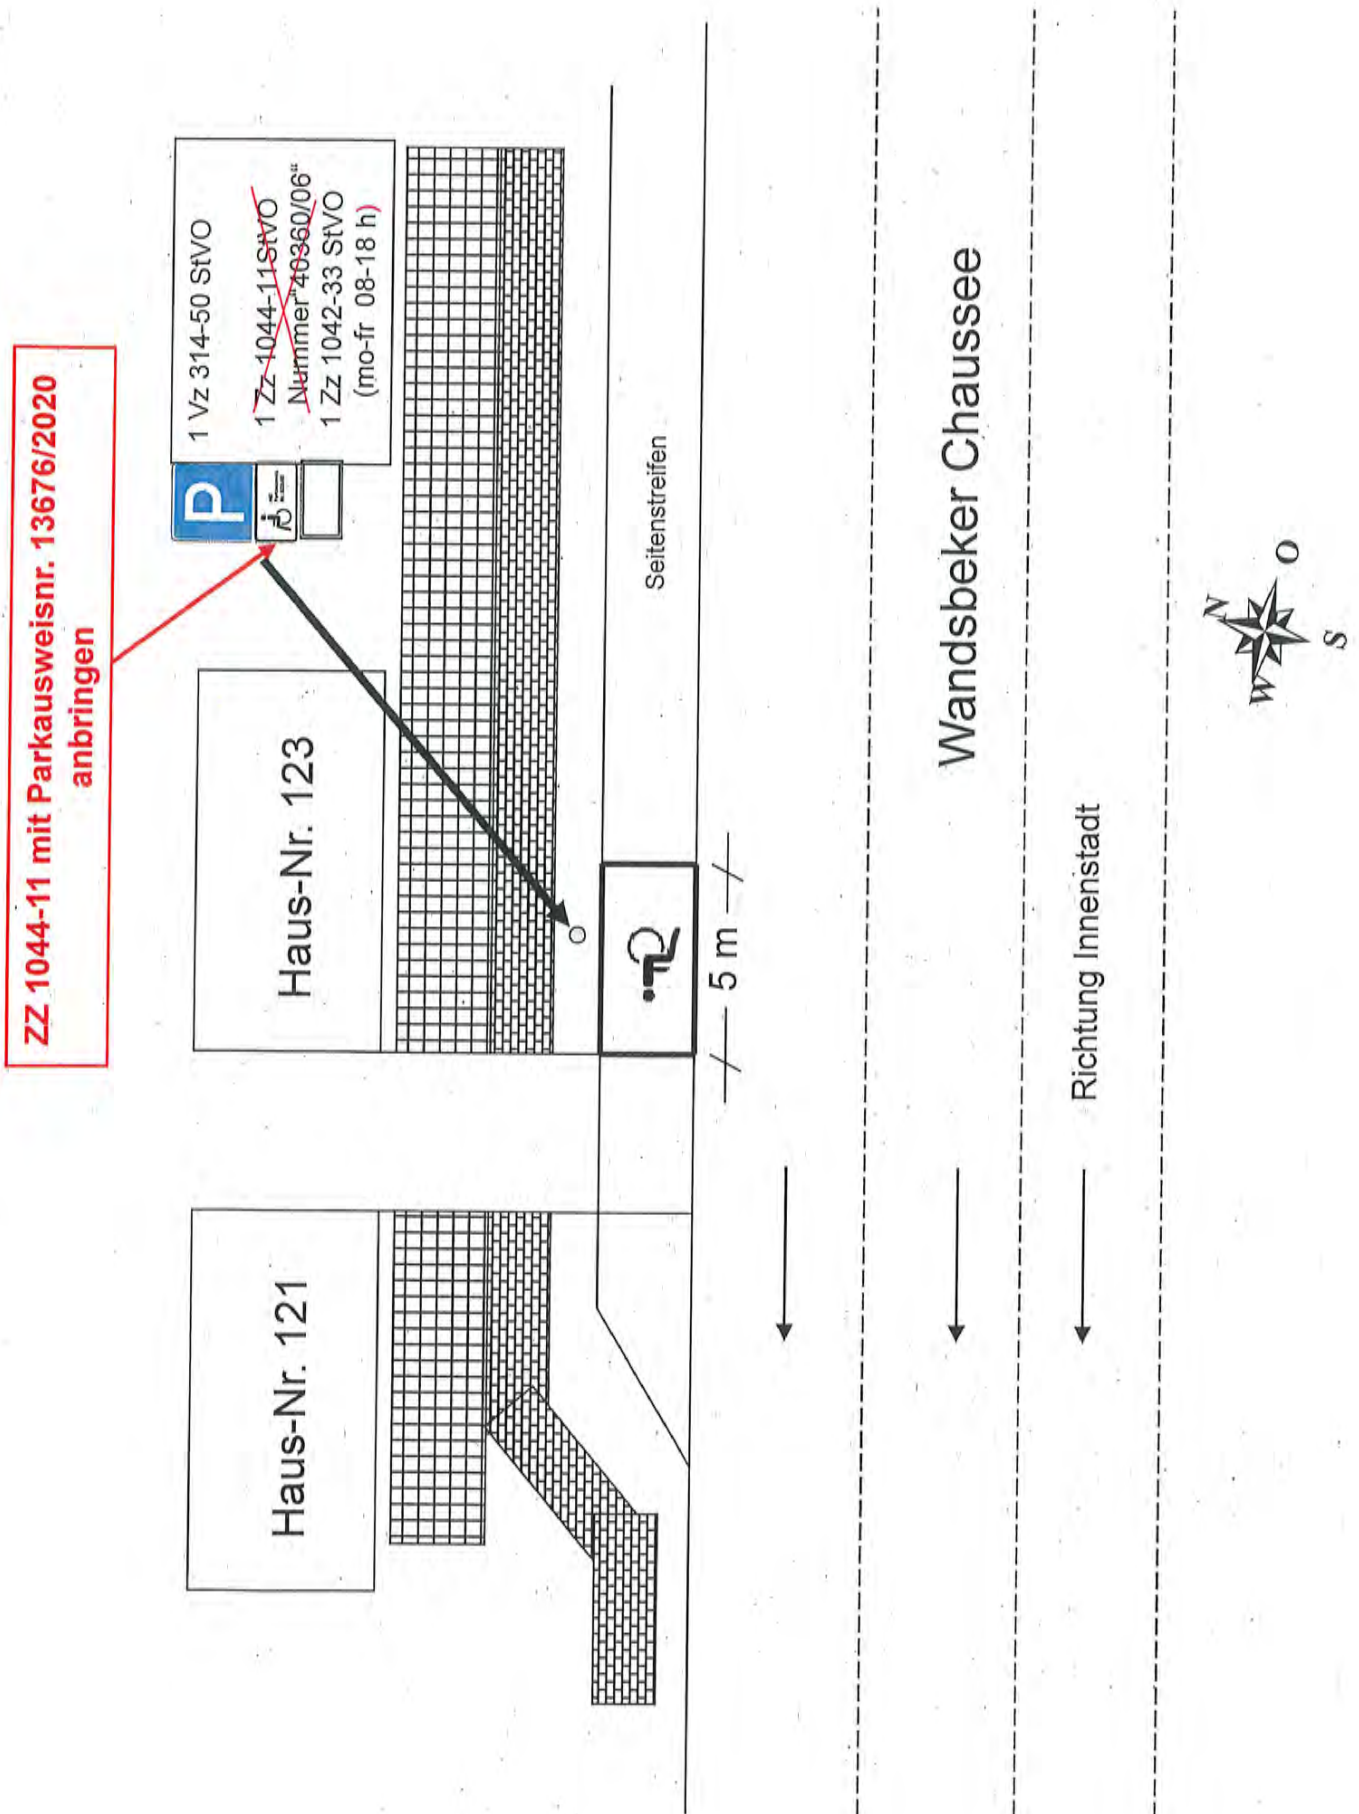 ZZ 1044-11 mit Parkausweisnr. 13676/2020
anbringen
P
1 Vz 314-50 StVO
1 Zz 1044-11StVO
Nummer"40360/06"
1 Zz 1042-33 StVO
(mo-fr 08-18 h)
Haus-Nr. 121
Haus-Nr. 123
Seitenstreifen
5 m
Wandsbeker Chaussee
Richtung Innenstadt
N
W
O
S